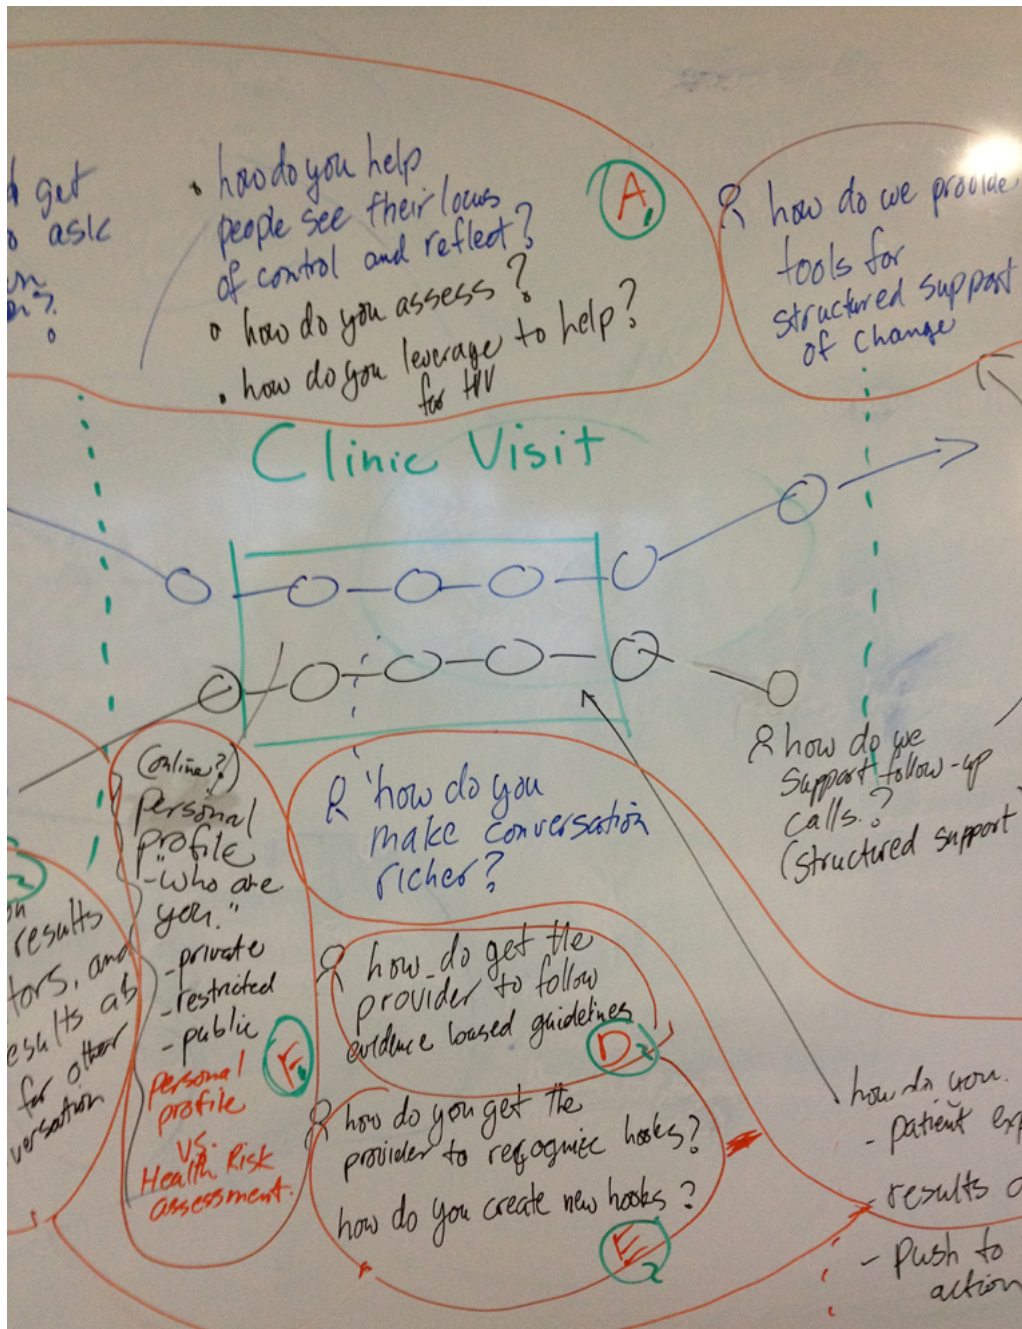 get
ask
• how do you help
people see their locus
of control and reflect?
• how do you assess?
• how do you leverage to help?
for HIV
A
how do we provide
tools for
structured support
of change
Clinic Visit
(online?)
personal
profile
-"who are
you."
- private
- restricted
- public
personal
profile
vs.
Health Risk
assessment.
F
results
and
for other
how do you
make conversation
richer?
how do get the
provider to follow
evidence based guidelines
D2
how do you get the
provider to recognize hooks?
how do you create new hooks?
E2
how do we
support follow-up
calls?
(structured support
how do you
- patient exp
- results
- Push to
action